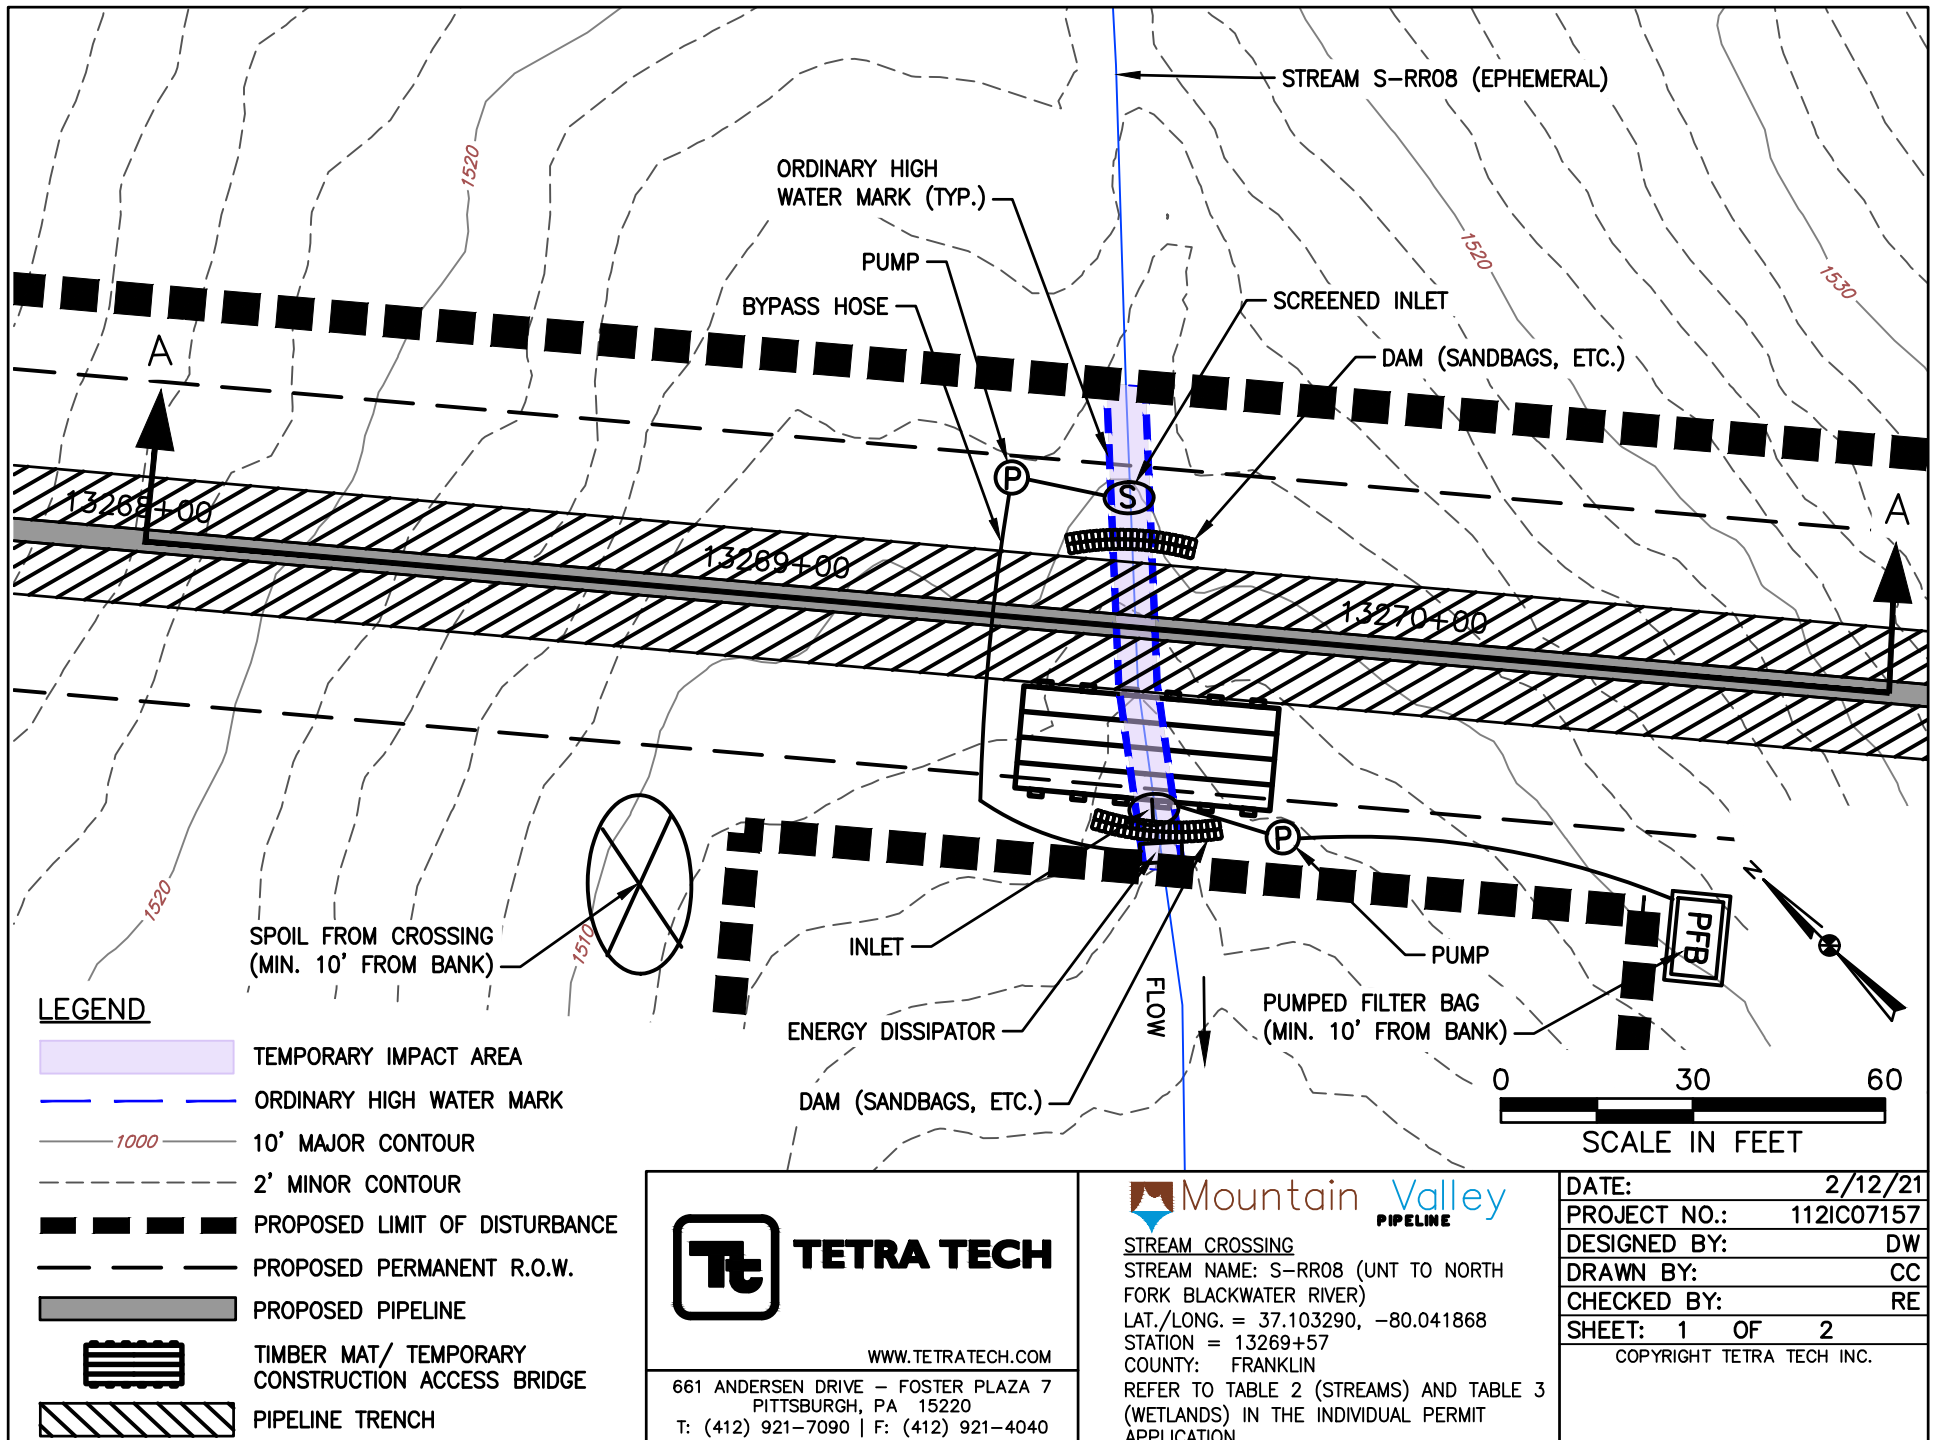 STREAM S-RR08 (EPHEMERAL)
1520
ORDINARY HIGH
WATER MARK (TYP.)
1520
PUMP
1530
BYPASS HOSE
SCREENED INLET
A
DAM (SANDBAGS, ETC.)
P
S
13268+00
A
13269+00
13270+00
I
P
1520
1510
SPOIL FROM CROSSING
(MIN. 10' FROM BANK)
INLET
PUMP
PFB
N
FLOW
ENERGY DISSIPATOR
PUMPED FILTER BAG
(MIN. 10' FROM BANK)
DAM (SANDBAGS, ETC.)
0 30 60
SCALE IN FEET
LEGEND
TEMPORARY IMPACT AREA
ORDINARY HIGH WATER MARK
1000
10' MAJOR CONTOUR
2' MINOR CONTOUR
PROPOSED LIMIT OF DISTURBANCE
PROPOSED PERMANENT R.O.W.
PROPOSED PIPELINE
TIMBER MAT/ TEMPORARY
CONSTRUCTION ACCESS BRIDGE
PIPELINE TRENCH
Tt
TETRA TECH
WWW.TETRATECH.COM
661 ANDERSEN DRIVE – FOSTER PLAZA 7
PITTSBURGH, PA 15220
T: (412) 921-7090 | F: (412) 921-4040
Mountain Valley
PIPELINE
STREAM CROSSING
STREAM NAME: S-RR08 (UNT TO NORTH
FORK BLACKWATER RIVER)
LAT./LONG. = 37.103290, -80.041868
STATION = 13269+57
COUNTY: FRANKLIN
REFER TO TABLE 2 (STREAMS) AND TABLE 3
(WETLANDS) IN THE INDIVIDUAL PERMIT
APPLICATION
DATE: 2/12/21
PROJECT NO.: 112IC07157
DESIGNED BY: DW
DRAWN BY: CC
CHECKED BY: RE
SHEET: 1 OF 2
COPYRIGHT TETRA TECH INC.